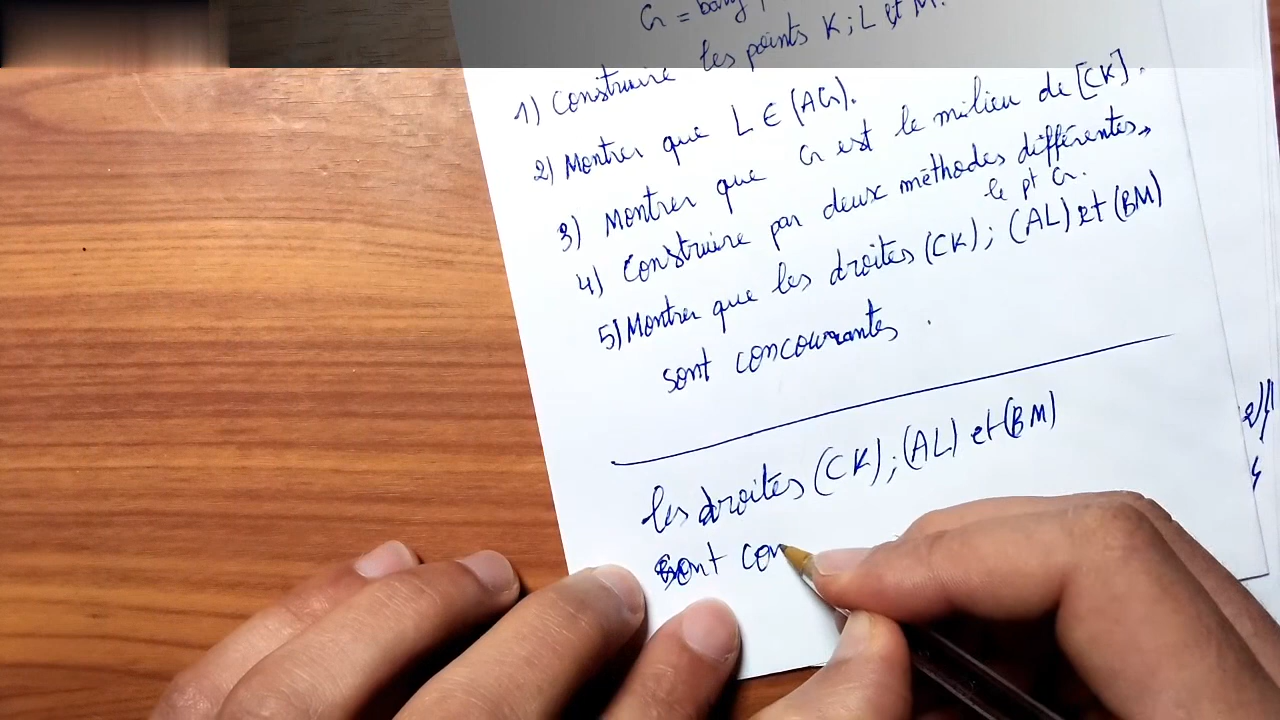 G = bary
1) Construire les points K ; L et M.
2) Montrer que L ∈ (AG).
3) Montrer que G est le milieu de [CK].
4) Construire par deux méthodes différentes,
le pt G.
5) Montrer que les droites (CK) ; (AL) et (BM)
sont concourantes.
les droites (CK) ; (AL) et (BM)
sont con